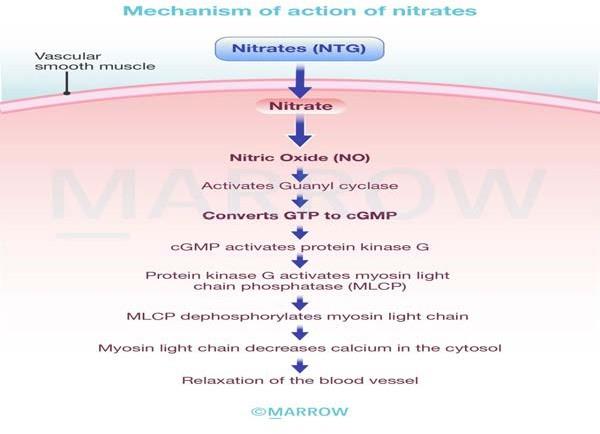 Mechanism of action of nitrates
Nitrates (NTG)
Vascular
smooth muscle
Nitrate
Nitric Oxide (NO)
Activates Guanyl cyclase
Converts GTP to cGMP
cGMP activates protein kinase G
Protein kinase G activates myosin light
chain phosphatase (MLCP)
MLCP dephosphorylates myosin light chain
Myosin light chain decreases calcium in the cytosol
Relaxation of the blood vessel
MARROW
©MARROW